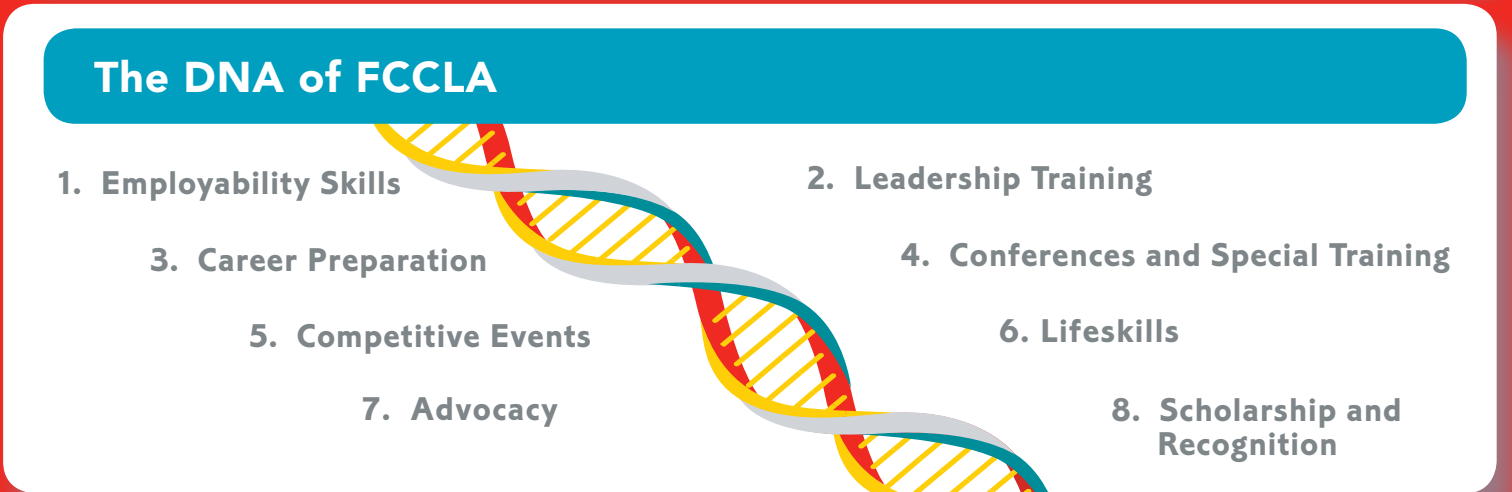 The DNA of FCCLA
1. Employability Skills
2. Leadership Training
3. Career Preparation
4. Conferences and Special Training
5. Competitive Events
6. Lifeskills
7. Advocacy
8. Scholarship and
Recognition